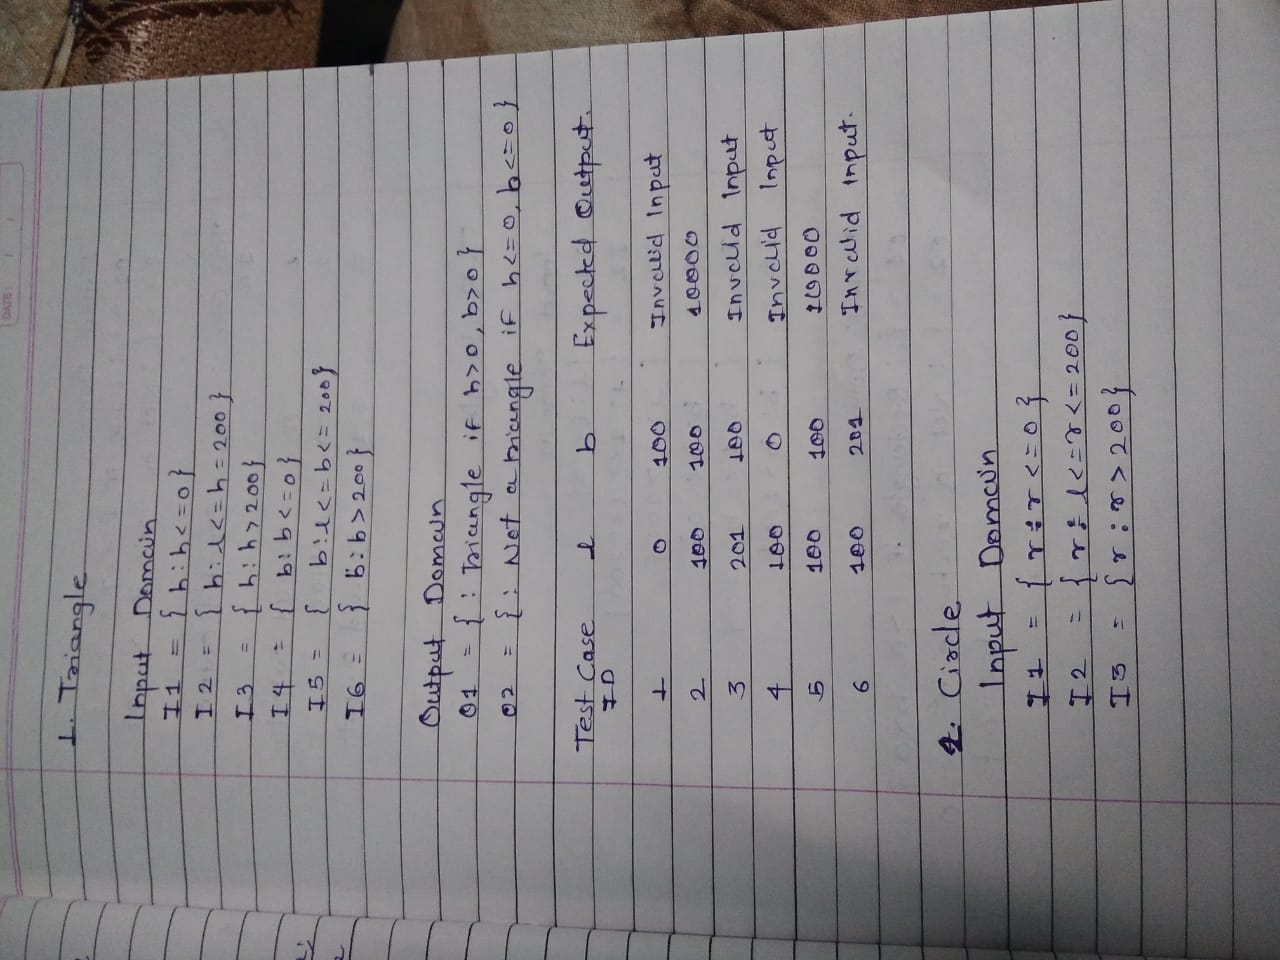 DATE:
1. Triangle
Input Domain
I1 = { h : h <= 0 }
I2 = { h : 1 <= h = 200 }
I3 = { h : h > 200 }
I4 = { b : b <= 0 }
I5 = { b : 1 <= b <= 200 }
I6 = { b : b > 200 }
Output Domain
O1 = { : Triangle if h > 0 , b > 0 }
O2 = { : Not a triangle if h <= 0 , b <= 0 }
Test Case ID l b Expected Output.
1 0 100 Invalid Input
2 100 100 10000
3 201 100 Invalid Input
4 100 0 Invalid Input
5 100 100 10000
6 100 201 Invalid Input.
2. Circle
Input Domain
I1 = { r : r <= 0 }
I2 = { r : 1 <= r <= 200 }
I3 = { r : r > 200 }